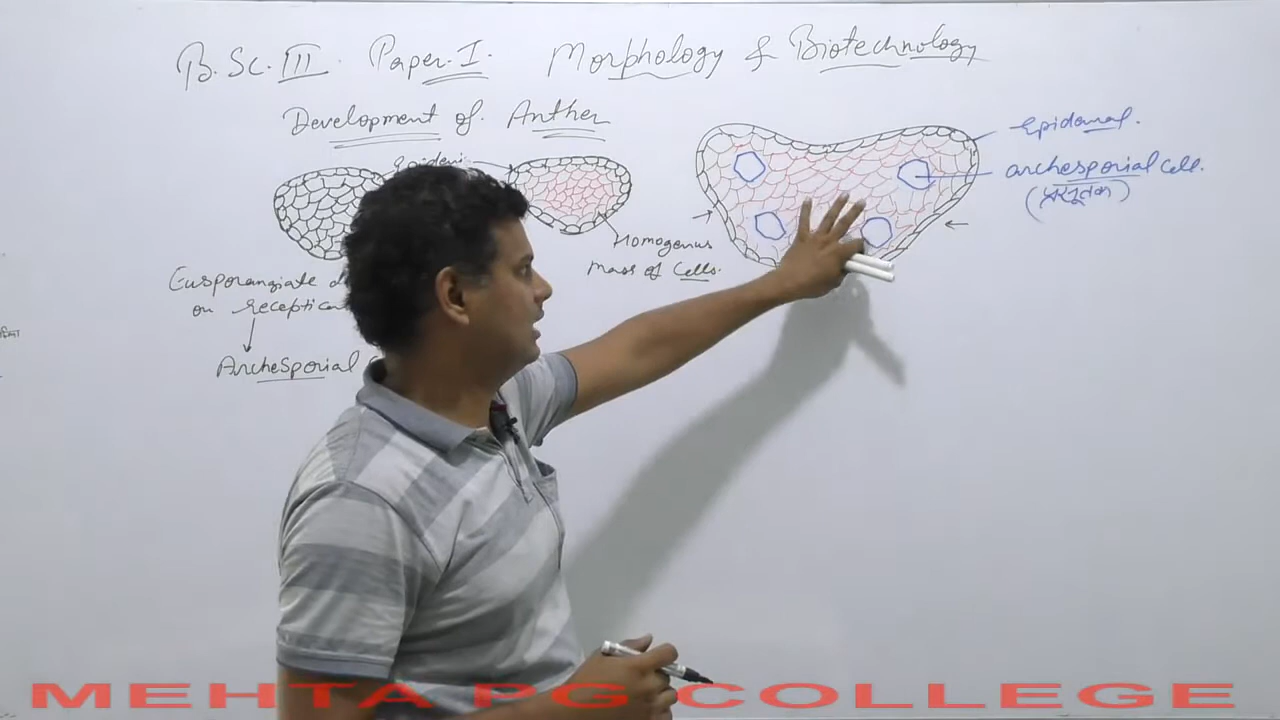 B.Sc. III. Paper. I. Morphology & Biotechnology
Development of Anther
Epiderm
Homogenus
Mass of Cells.
Eusporangiate d
on
Archesporial
Epidermal.
archesporial Cell.
MEHTA PG COLLEGE